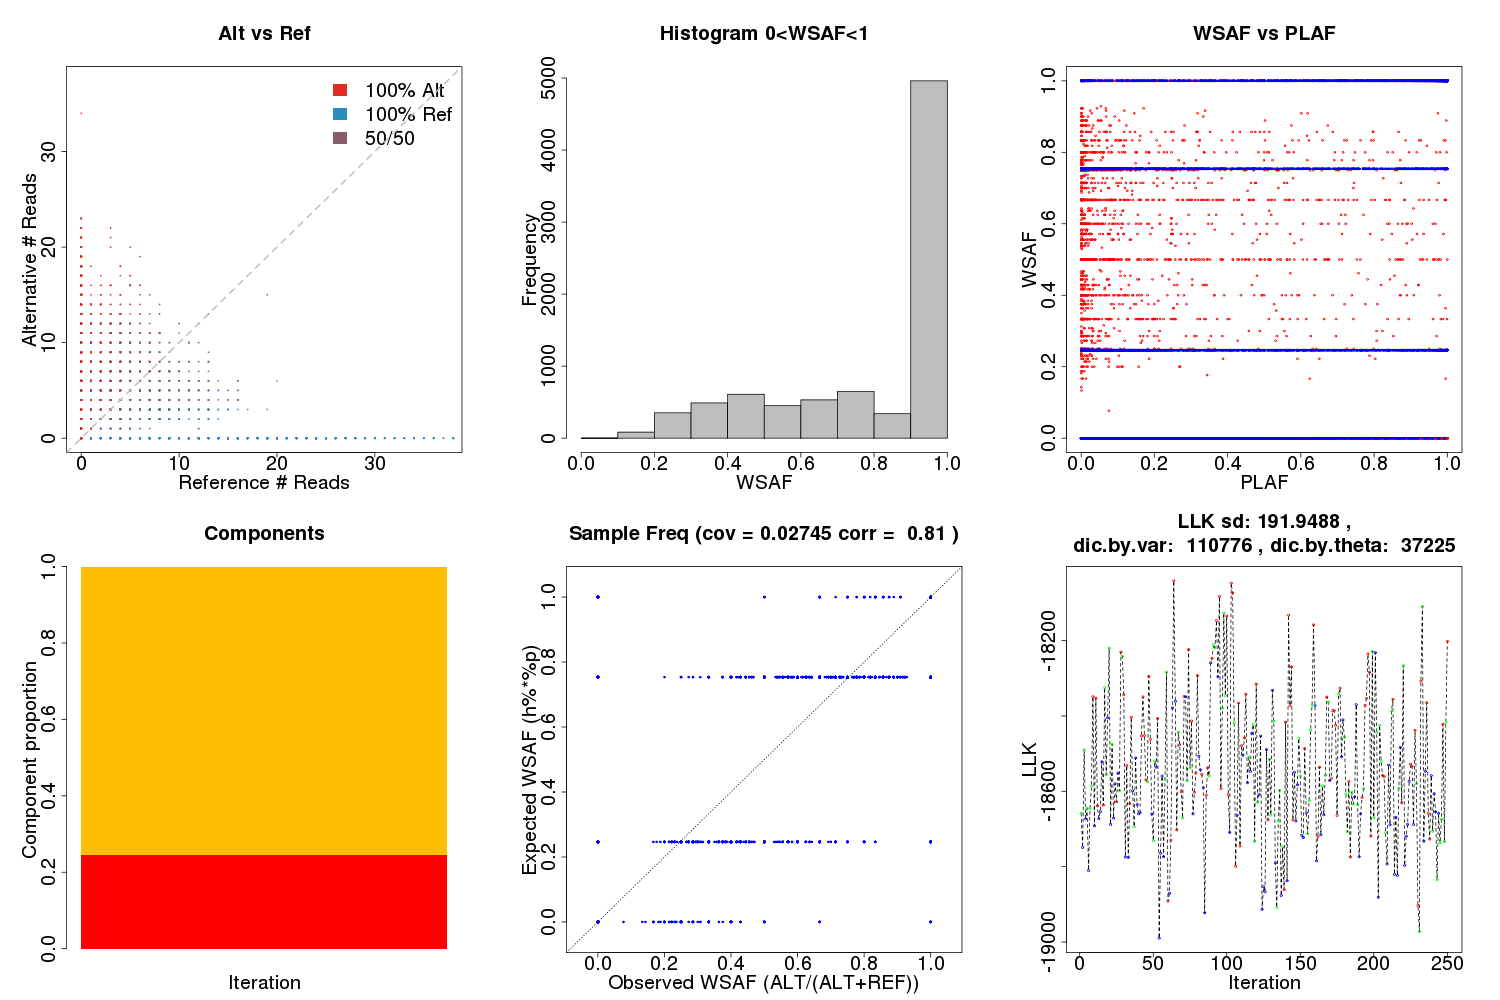 Alt vs Ref
100% Alt
100% Ref
50/50
Alternative # Reads
0 10 20 30
0 10 20 30
Reference # Reads
Histogram 0<WSAF<1
Frequency
0 1000 2000 3000 4000 5000
0.0 0.2 0.4 0.6 0.8 1.0
WSAF
WSAF vs PLAF
WSAF
0.0 0.2 0.4 0.6 0.8 1.0
0.0 0.2 0.4 0.6 0.8 1.0
PLAF
Components
Component proportion
0.0 0.2 0.4 0.6 0.8 1.0
Iteration
Sample Freq (cov = 0.02745 corr = 0.81 )
Expected WSAF (h%*%p)
0.0 0.2 0.4 0.6 0.8 1.0
0.0 0.2 0.4 0.6 0.8 1.0
Observed WSAF (ALT/(ALT+REF))
LLK sd: 191.9488 ,
dic.by.var: 110776 , dic.by.theta: 37225
LLK
-19000 -18600 -18200
0 50 100 150 200 250
Iteration